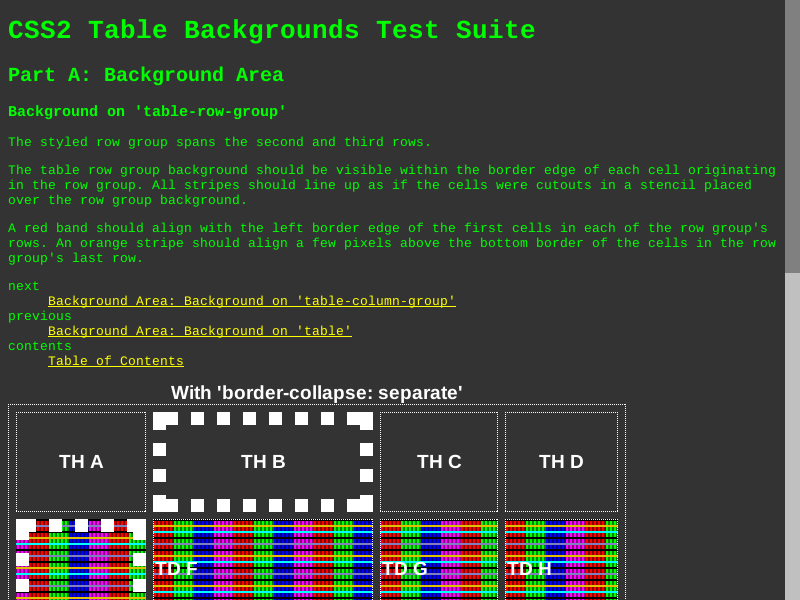 CSS2 Table Backgrounds Test Suite
Part A: Background Area
Background on 'table-row-group'
The styled row group spans the second and third rows.
The table row group background should be visible within the border edge of each cell originating
in the row group. All stripes should line up as if the cells were cutouts in a stencil placed
over the row group background.
A red band should align with the left border edge of the first cells in each of the row group's
rows. An orange stripe should align a few pixels above the bottom border of the cells in the row
group's last row.
next
Background Area: Background on 'table-column-group'
previous
Background Area: Background on 'table'
contents
Table of Contents
With 'border-collapse: separate'
TH A TH B TH C TH D
TD F TD G TD H